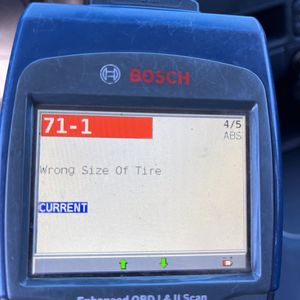 BOSCH
71-1
4/5
ABS
Wrong Size Of Tire
CURRENT
Enhanced OBD I & II Scan